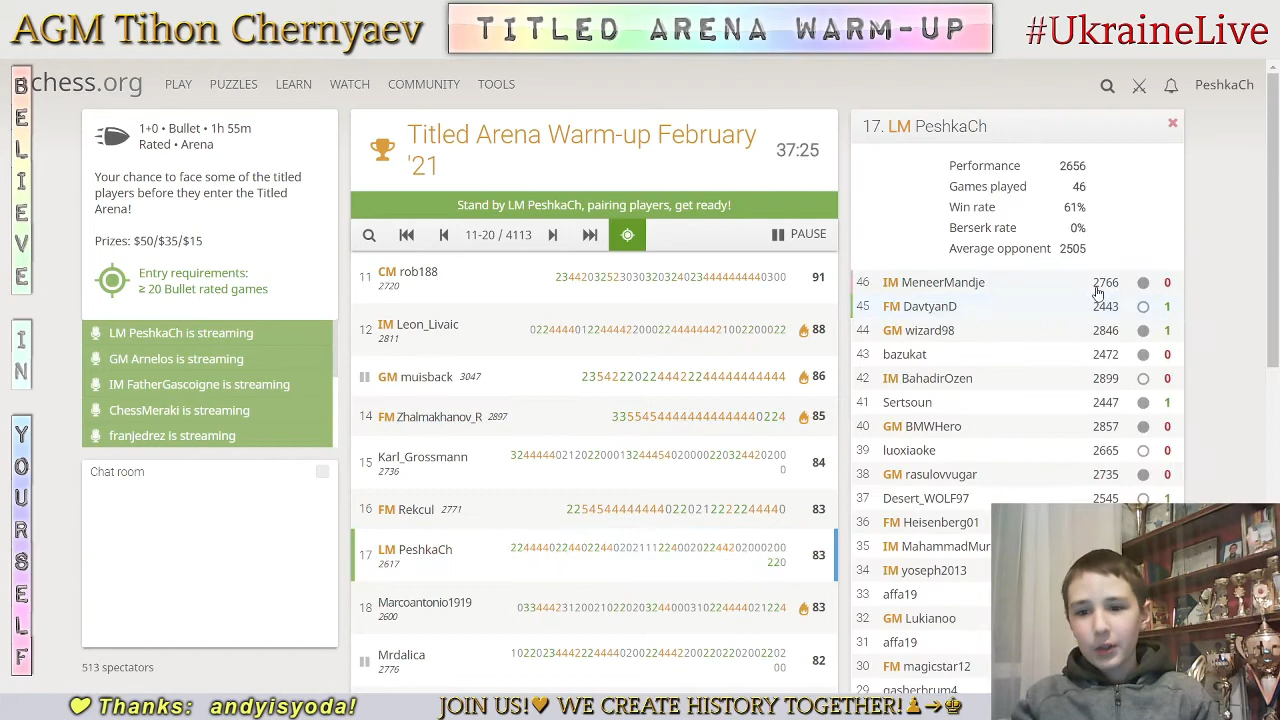 AGM Tihon Chernyaev
TITLED ARENA WARM-UP
#UkraineLive
BELIEVE
IN
YOURSELF
chess.org
PLAY PUZZLES LEARN WATCH COMMUNITY TOOLS
PeshkaCh
1+0 • Bullet • 1h 55m
Rated • Arena
Your chance to face some of the titled
players before they enter the Titled
Arena!
Prizes: $50/$35/$15
Entry requirements:
≥ 20 Bullet rated games
LM PeshkaCh is streaming
GM Arnelos is streaming
IM FatherGascoigne is streaming
ChessMeraki is streaming
franjedrez is streaming
Chat room
513 spectators
Titled Arena Warm-up February
'21
37:25
Stand by LM PeshkaCh, pairing players, get ready!
11-20 / 4113
PAUSE
11 CM rob188 2720 23442032523030320324023444444440300 91
12 IM Leon_Livaic 2811 88
GM muisback 3047 86
14 FM Zhalmakhanov_R 2897 85
15 Karl_Grossmann 2736 84
16 FM Rekcul 2771 83
17 LM PeshkaCh 2617 83
18 Marcoantonio1919 2600 83
Mrdalica 2776 82
17. LM PeshkaCh
Performance 2656
Games played 46
Win rate 61%
Berserk rate 0%
Average opponent 2505
46 IM MeneerMandje 2766 0
45 FM DavtyanD 2443 1
44 GM wizard98 2846 1
43 bazukat 2472 0
42 IM BahadirOzen 2899 0
41 Sertsoun 2447 1
40 GM BMWHero 2857 0
39 luoxiaoke 2665 0
38 GM rasulovvugar 2735 0
37 Desert_WOLF97 2545 1
36 FM Heisenberg01
35 IM MahammadMur
34 IM yoseph2013
33 affa19
32 GM Lukianoo
31 affa19
30 FM magicstar12
29 qasherbrum4
Thanks: andyisyoda!
JOIN US! WE CREATE HISTORY TOGETHER!